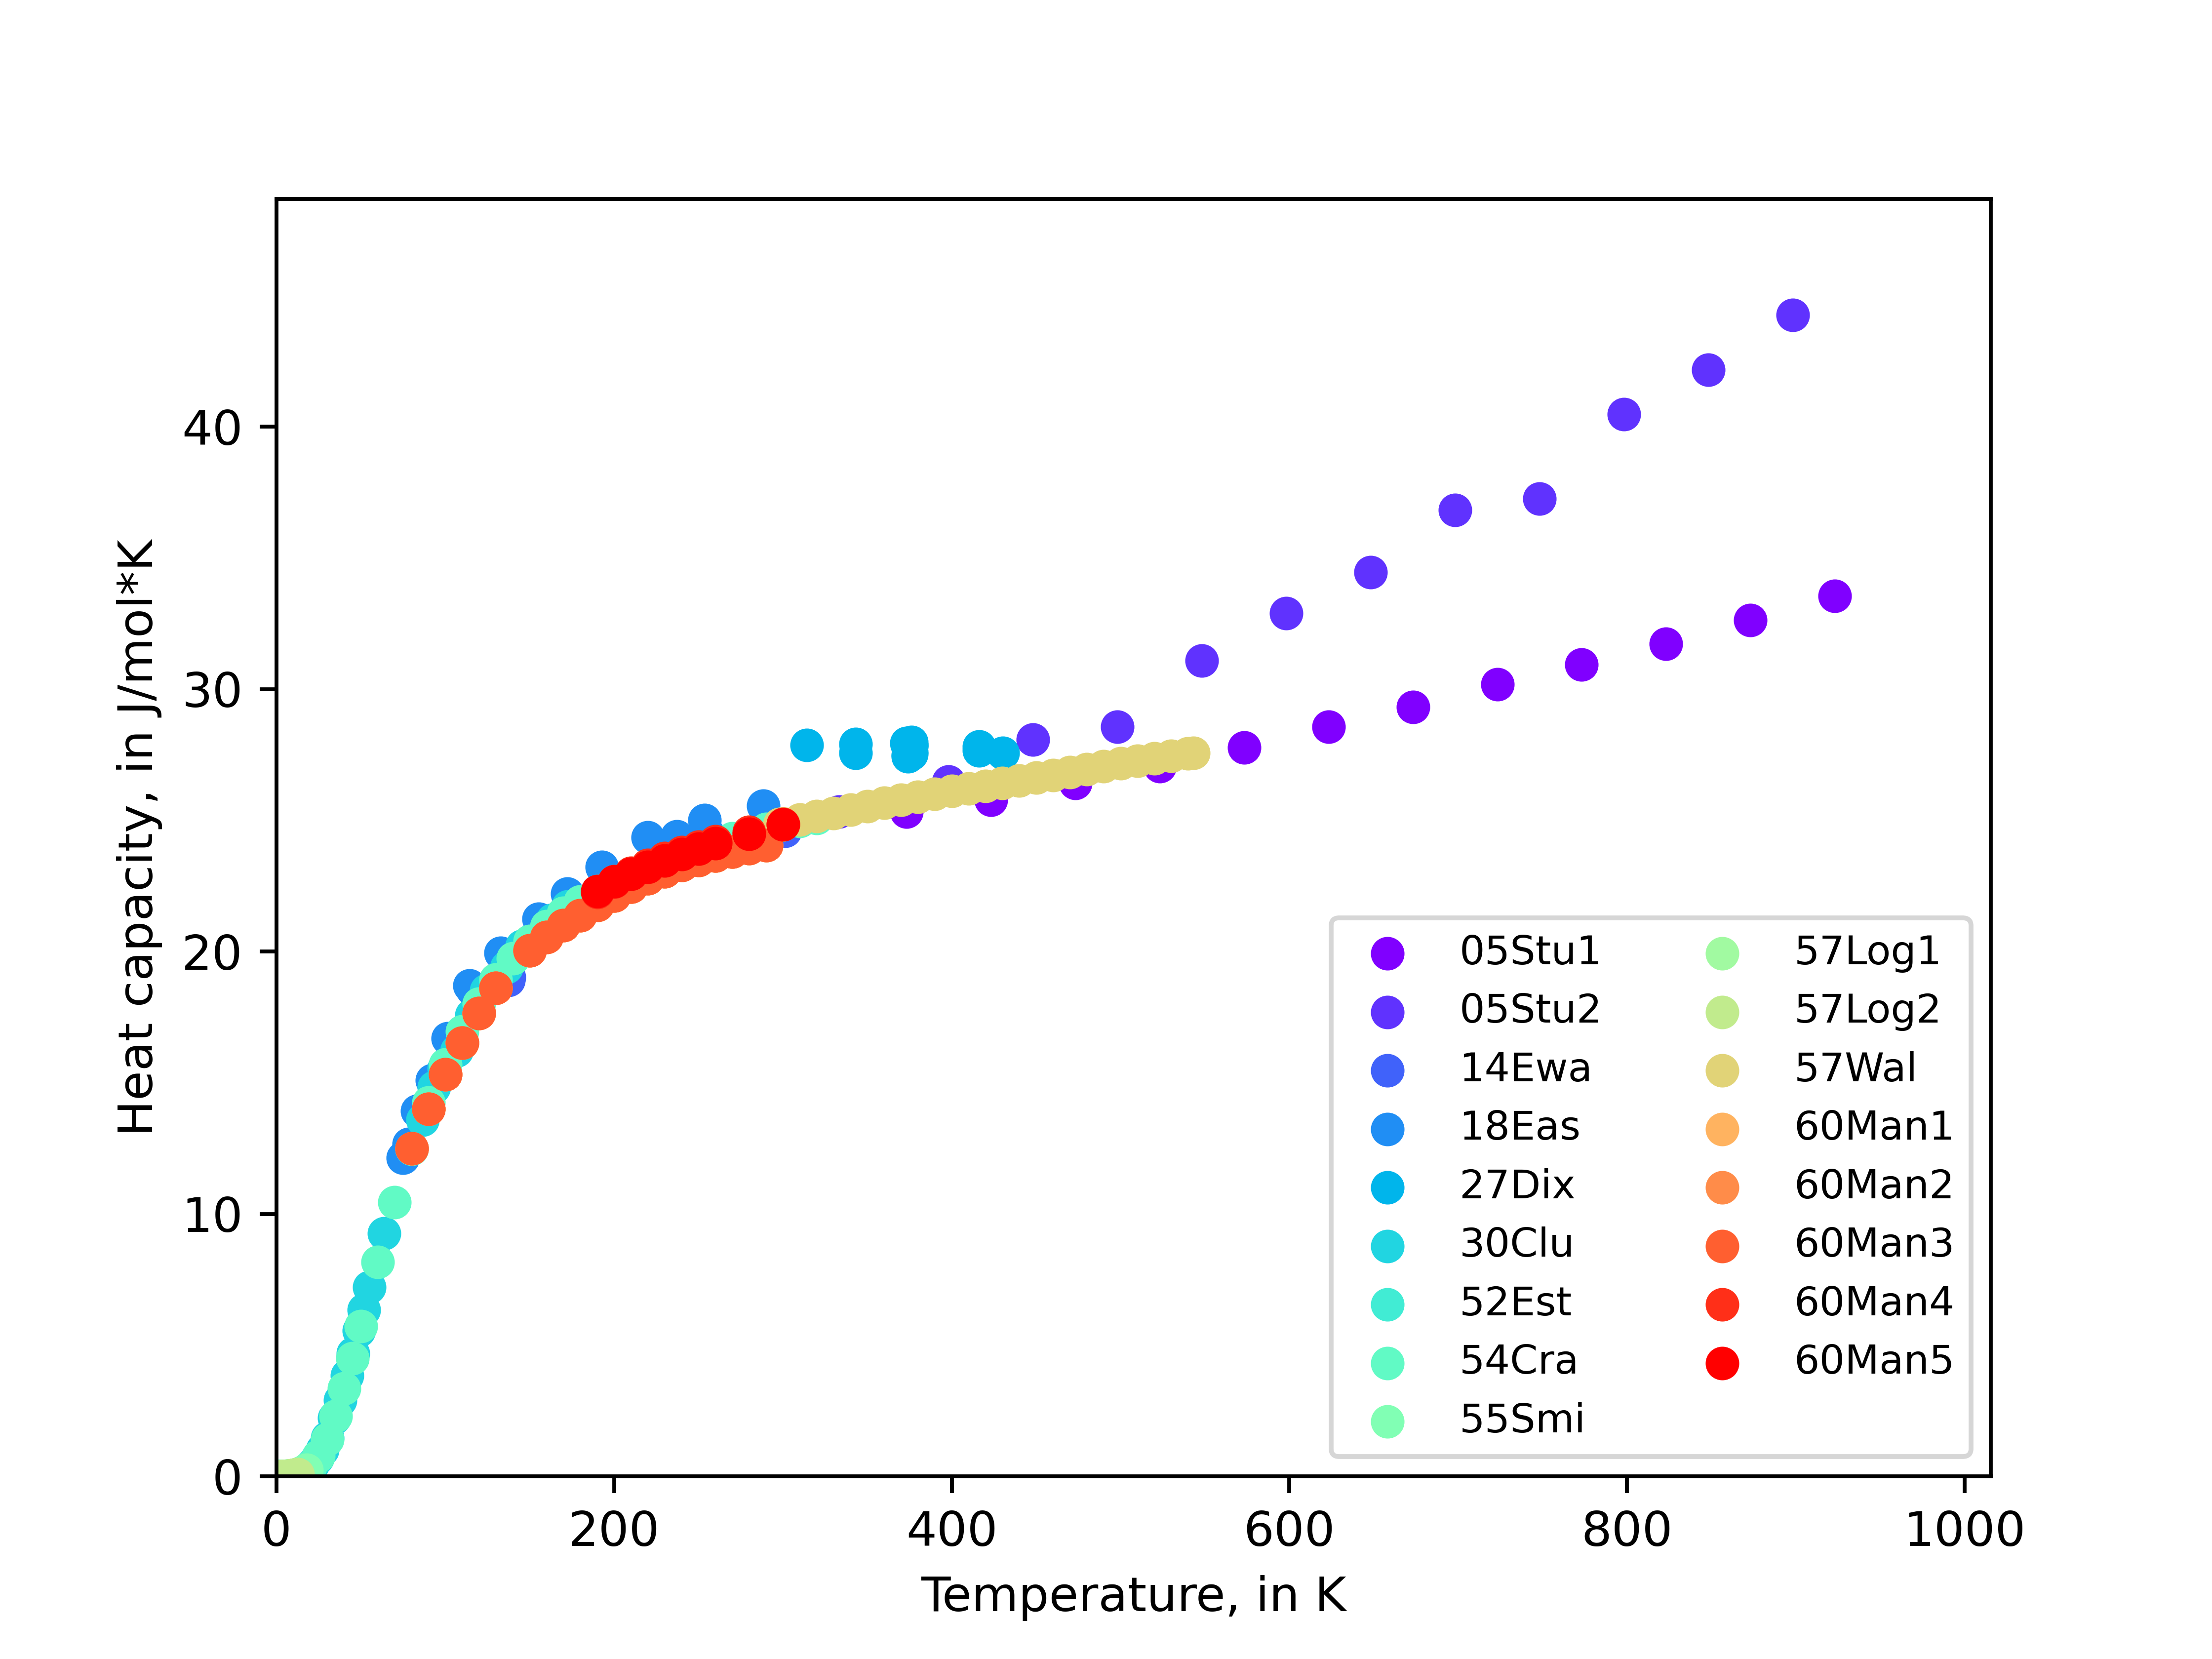 Heat capacity, in J/mol*K
40
30
20
10
0
0 200 400 600 800 1000
Temperature, in K
05Stu1
05Stu2
14Ewa
18Eas
27Dix
30Clu
52Est
54Cra
55Smi
57Log1
57Log2
57Wal
60Man1
60Man2
60Man3
60Man4
60Man5